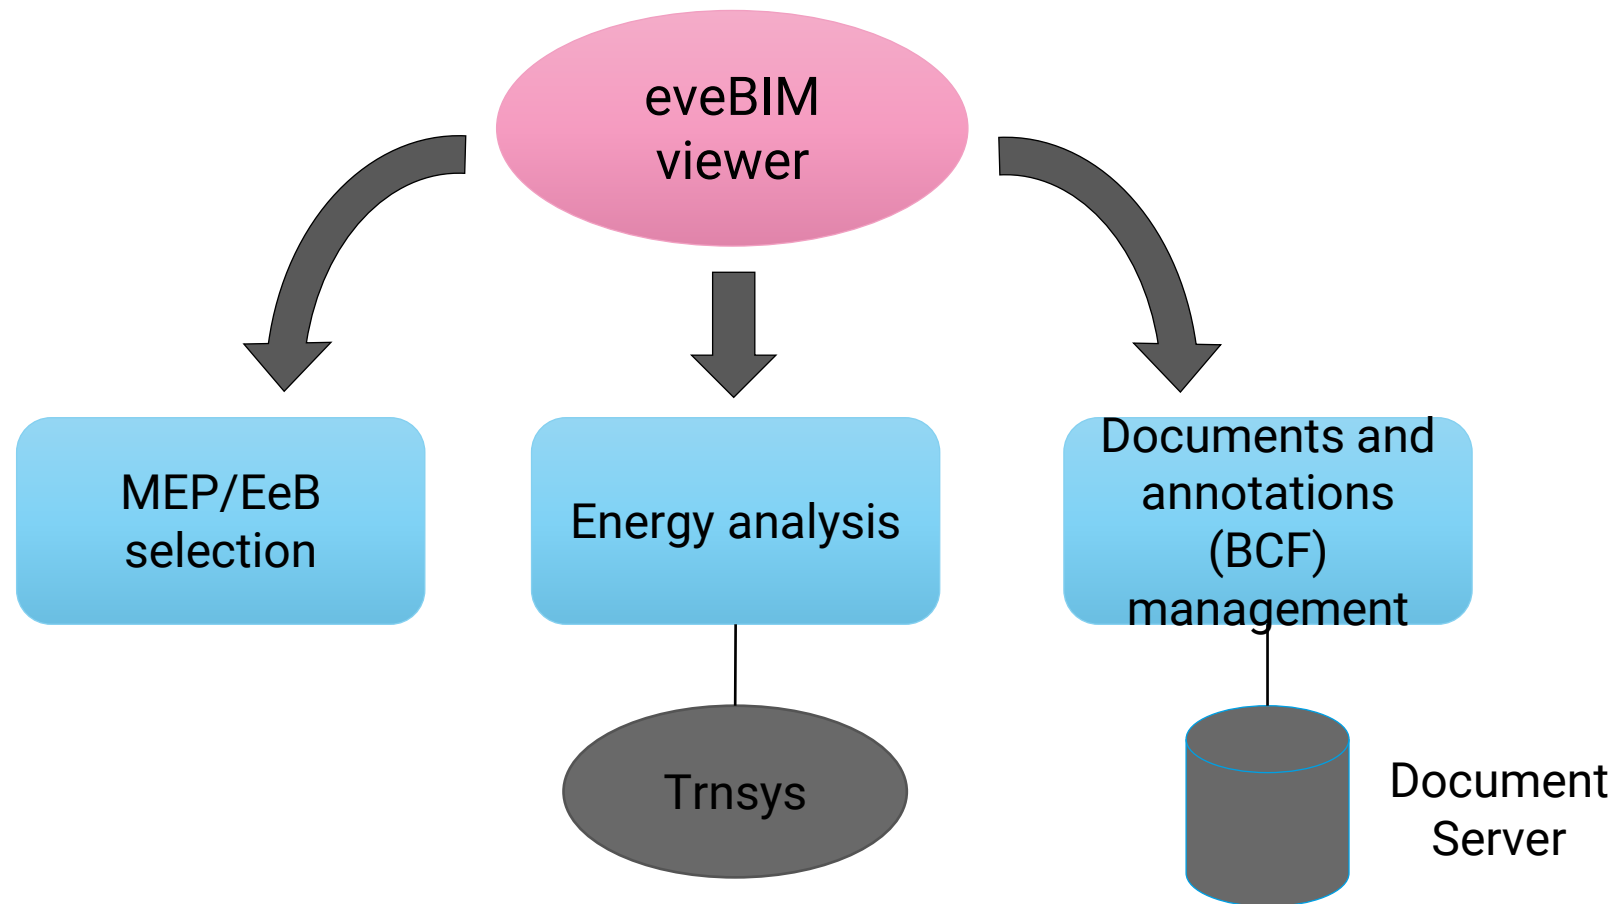 eveBIM
viewer
MEP/EeB
selection
Energy analysis
Documents and
annotations
(BCF)
management
Trnsys
Document
Server